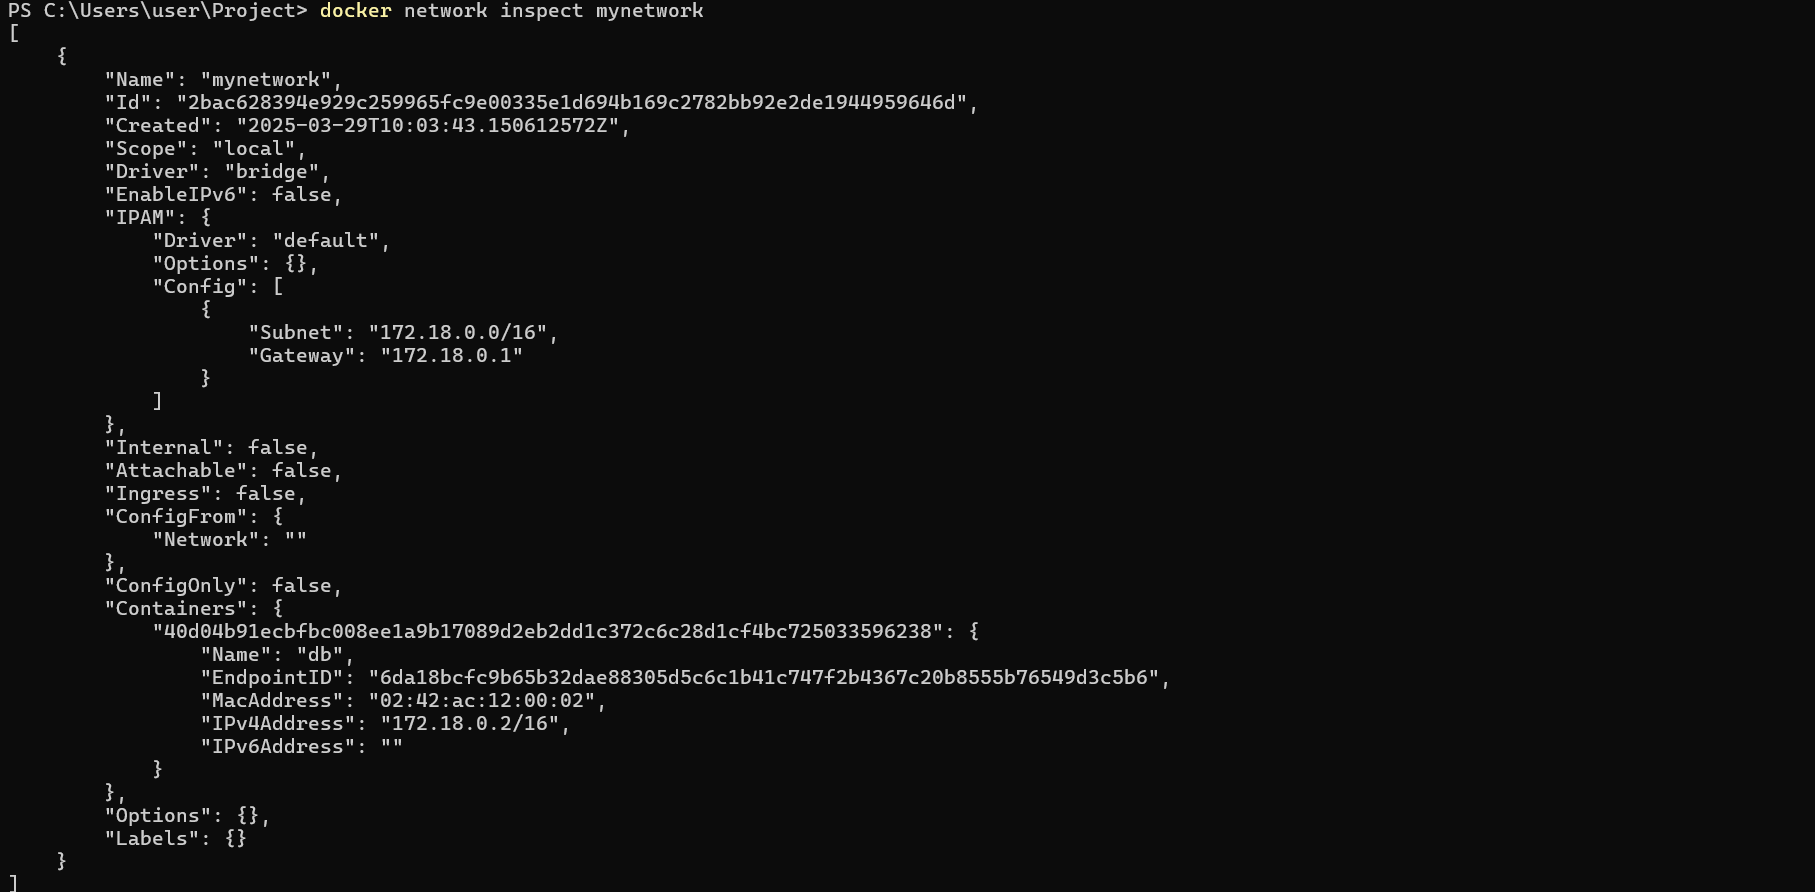 PS C:\Users\user\Project> docker network inspect mynetwork
[
    {
        "Name": "mynetwork",
        "Id": "2bac628394e929c259965fc9e00335e1d694b169c2782bb92e2de1944959646d",
        "Created": "2025-03-29T10:03:43.150612572Z",
        "Scope": "local",
        "Driver": "bridge",
        "EnableIPv6": false,
        "IPAM": {
            "Driver": "default",
            "Options": {},
            "Config": [
                {
                    "Subnet": "172.18.0.0/16",
                    "Gateway": "172.18.0.1"
                }
            ]
        },
        "Internal": false,
        "Attachable": false,
        "Ingress": false,
        "ConfigFrom": {
            "Network": ""
        },
        "ConfigOnly": false,
        "Containers": {
            "40d04b91ecbfbc008ee1a9b17089d2eb2dd1c372c6c28d1cf4bc725033596238": {
                "Name": "db",
                "EndpointID": "6da18bcfc9b65b32dae88305d5c6c1b41c747f2b4367c20b8555b76549d3c5b6",
                "MacAddress": "02:42:ac:12:00:02",
                "IPv4Address": "172.18.0.2/16",
                "IPv6Address": ""
            }
        },
        "Options": {},
        "Labels": {}
    }
]